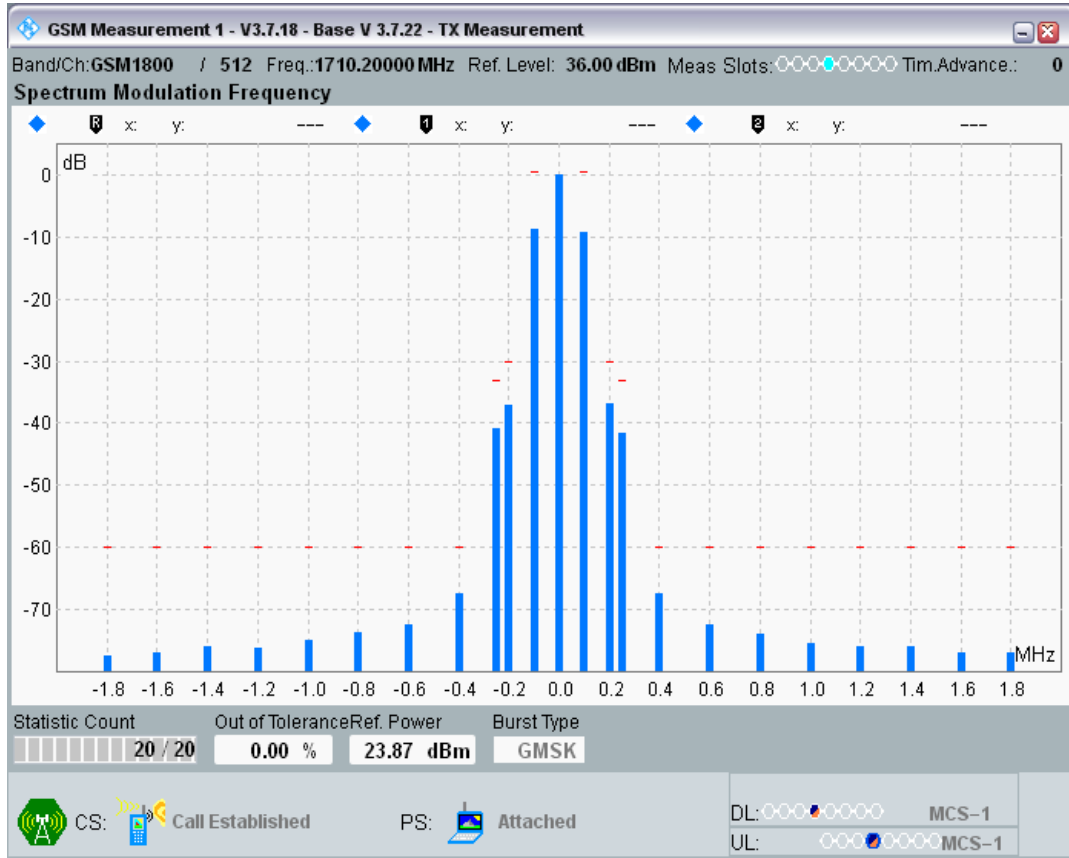 GSM Measurement 1 - V3.7.18 - Base V 3.7.22 - TX Measurement
Band/Ch:GSM1800 / 512 Freq.:1710.20000 MHz Ref. Level: 36.00 dBm Meas Slots: Tim.Advance.: 0
Spectrum Modulation Frequency
R x: y: --- 1 x: y: --- 2 x: y: ---
dB
0
-10
-20
-30
-40
-50
-60
-70
MHz
-1.8 -1.6 -1.4 -1.2 -1.0 -0.8 -0.6 -0.4 -0.2 0.0 0.2 0.4 0.6 0.8 1.0 1.2 1.4 1.6 1.8
Statistic Count Out of Tolerance Ref. Power Burst Type
20 / 20 0.00 % 23.87 dBm GMSK
CS: Call Established PS: Attached
DL: MCS-1
UL: MCS-1